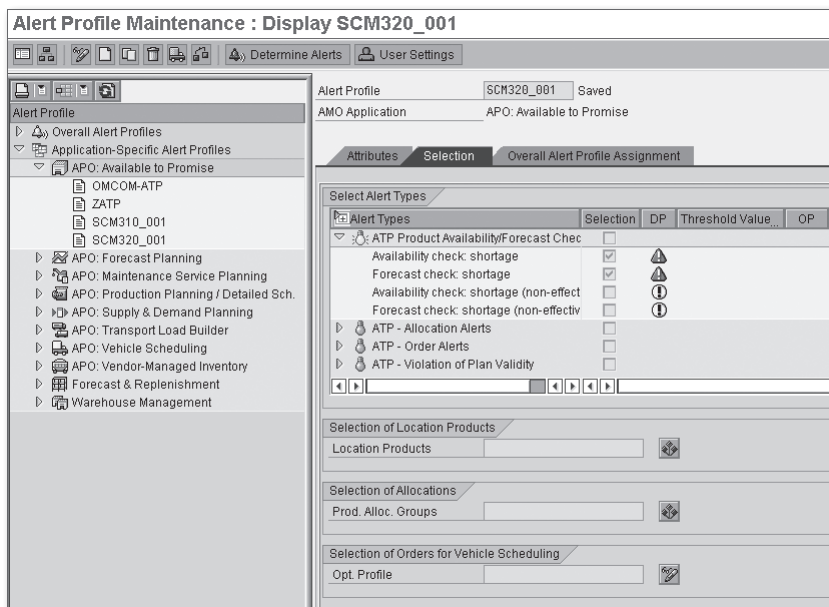 Alert Profile Maintenance : Display SCM320_001
Determine Alerts User Settings
Alert Profile
Overall Alert Profiles
Application-Specific Alert Profiles
APO: Available to Promise
OMCOM-ATP
ZATP
SCM310_001
SCM320_001
APO: Forecast Planning
APO: Maintenance Service Planning
APO: Production Planning / Detailed Sch.
APO: Supply & Demand Planning
APO: Transport Load Builder
APO: Vehicle Scheduling
APO: Vendor-Managed Inventory
Forecast & Replenishment
Warehouse Management
Alert Profile SCM320_001 Saved
AMO Application APO: Available to Promise
Attributes Selection Overall Alert Profile Assignment
Select Alert Types
Alert Types Selection DP Threshold Value... OP
ATP Product Availability/Forecast Chec
Availability check: shortage
Forecast check: shortage
Availability check: shortage (non-effect
Forecast check: shortage (non-effectiv
ATP - Allocation Alerts
ATP - Order Alerts
ATP - Violation of Plan Validity
Selection of Location Products
Location Products
Selection of Allocations
Prod. Alloc. Groups
Selection of Orders for Vehicle Scheduling
Opt. Profile